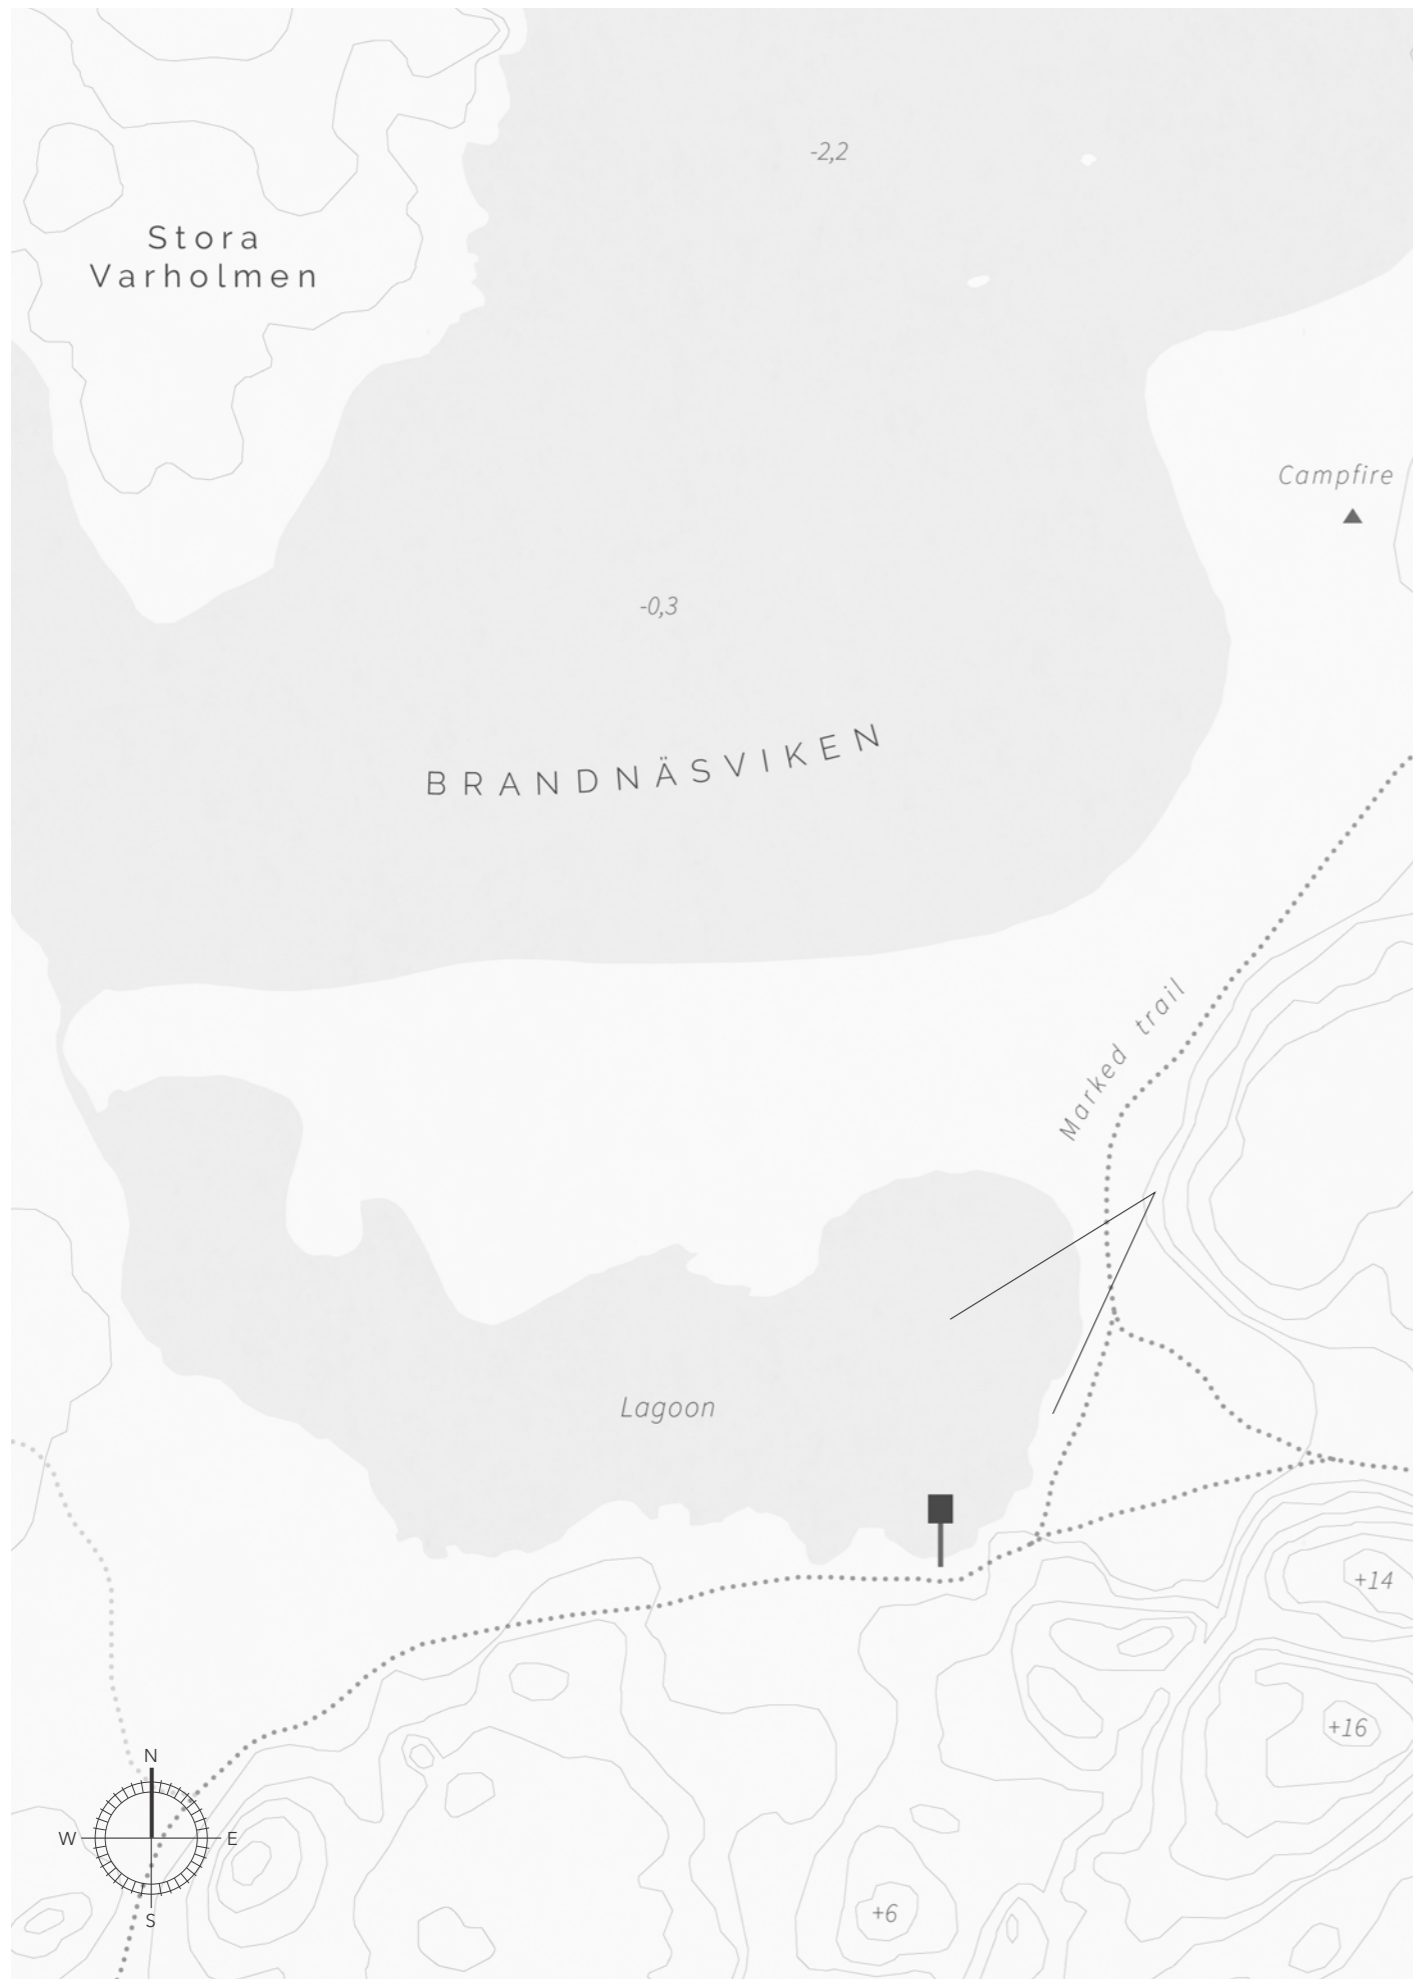 -2,2
Stora
Varholmen
Campfire
-0,3
BRANDNÄSVIKEN
Marked trail
Lagoon
+14
+16
N
W
E
S
+6